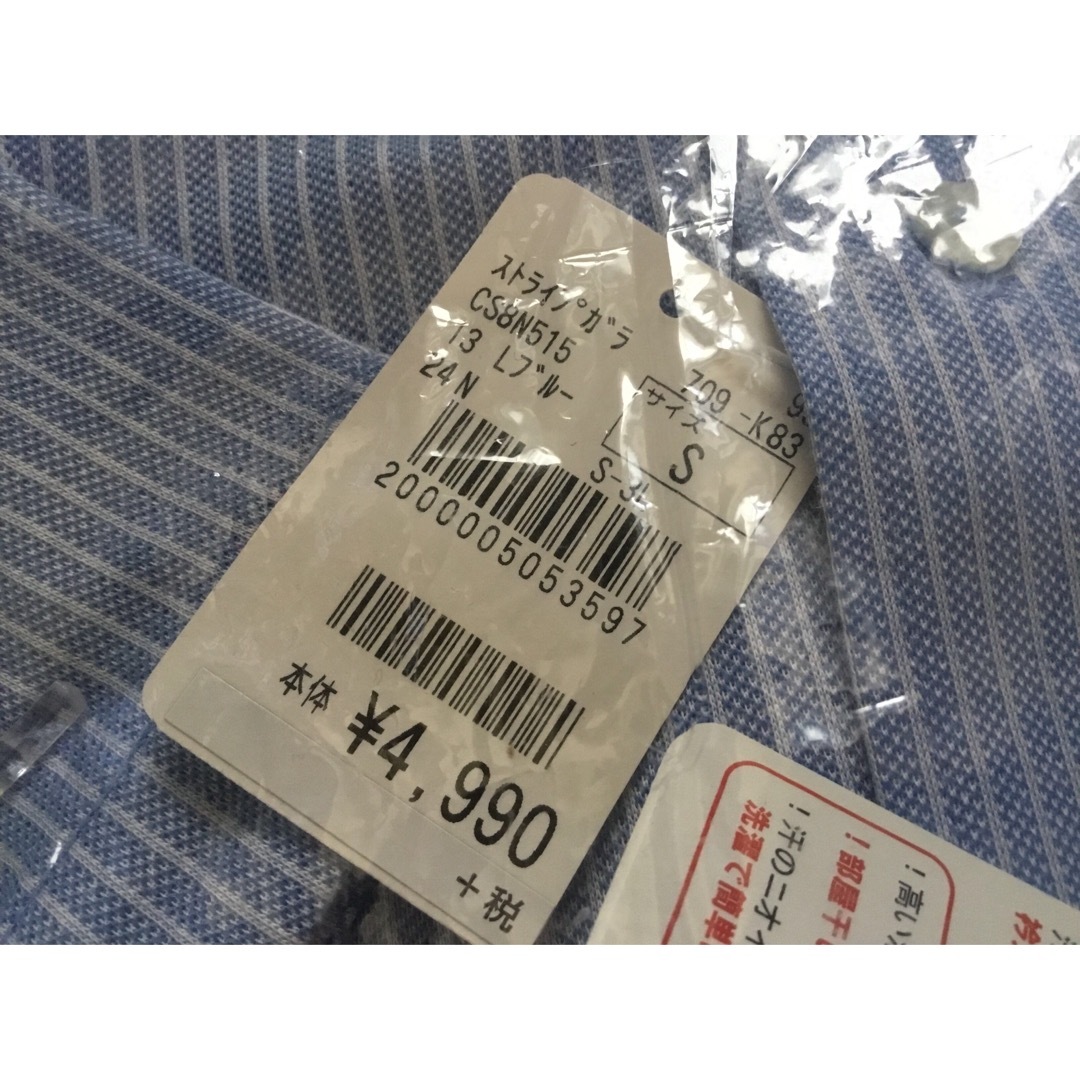 ストライプガラ
CS8N515
13 Lブルー
24N
Z09 -K83
サイズ
S
S-3L
2000005053597
本体 ¥4,990
+税
!高い
!部屋干
!汗のニオイ
洗濯で簡単